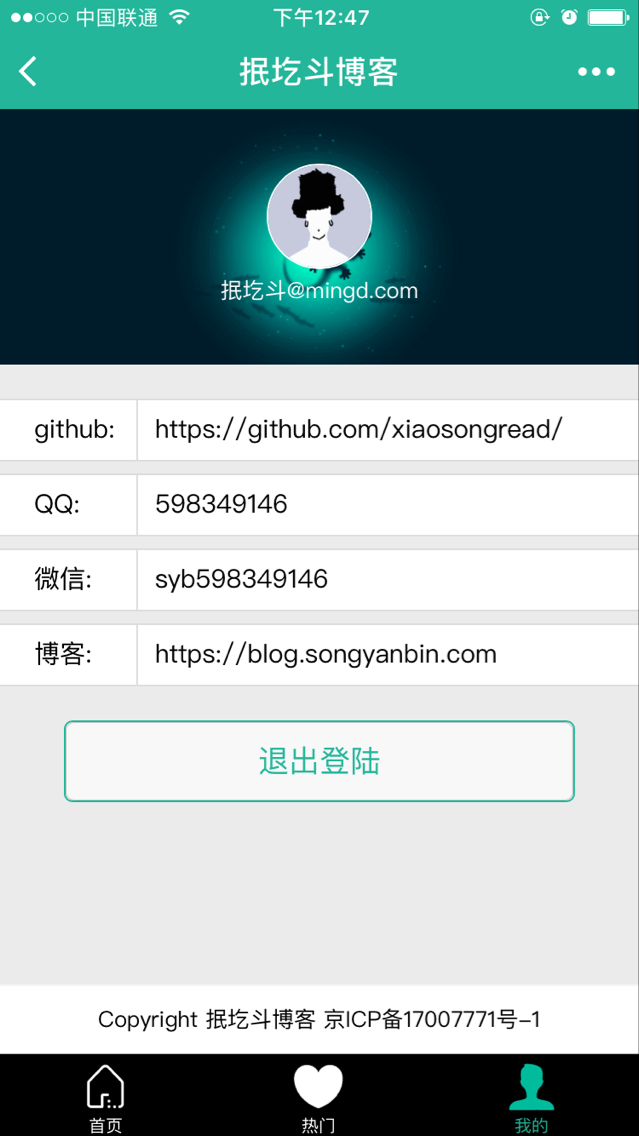 中国联通 下午12:47
抿圪斗博客
抿圪斗@mingd.com
github: https://github.com/xiaosongread/
QQ: 598349146
微信: syb598349146
博客: https://blog.songyanbin.com
退出登陆
Copyright 抿圪斗博客 京ICP备17007771号-1
首页 热门 我的